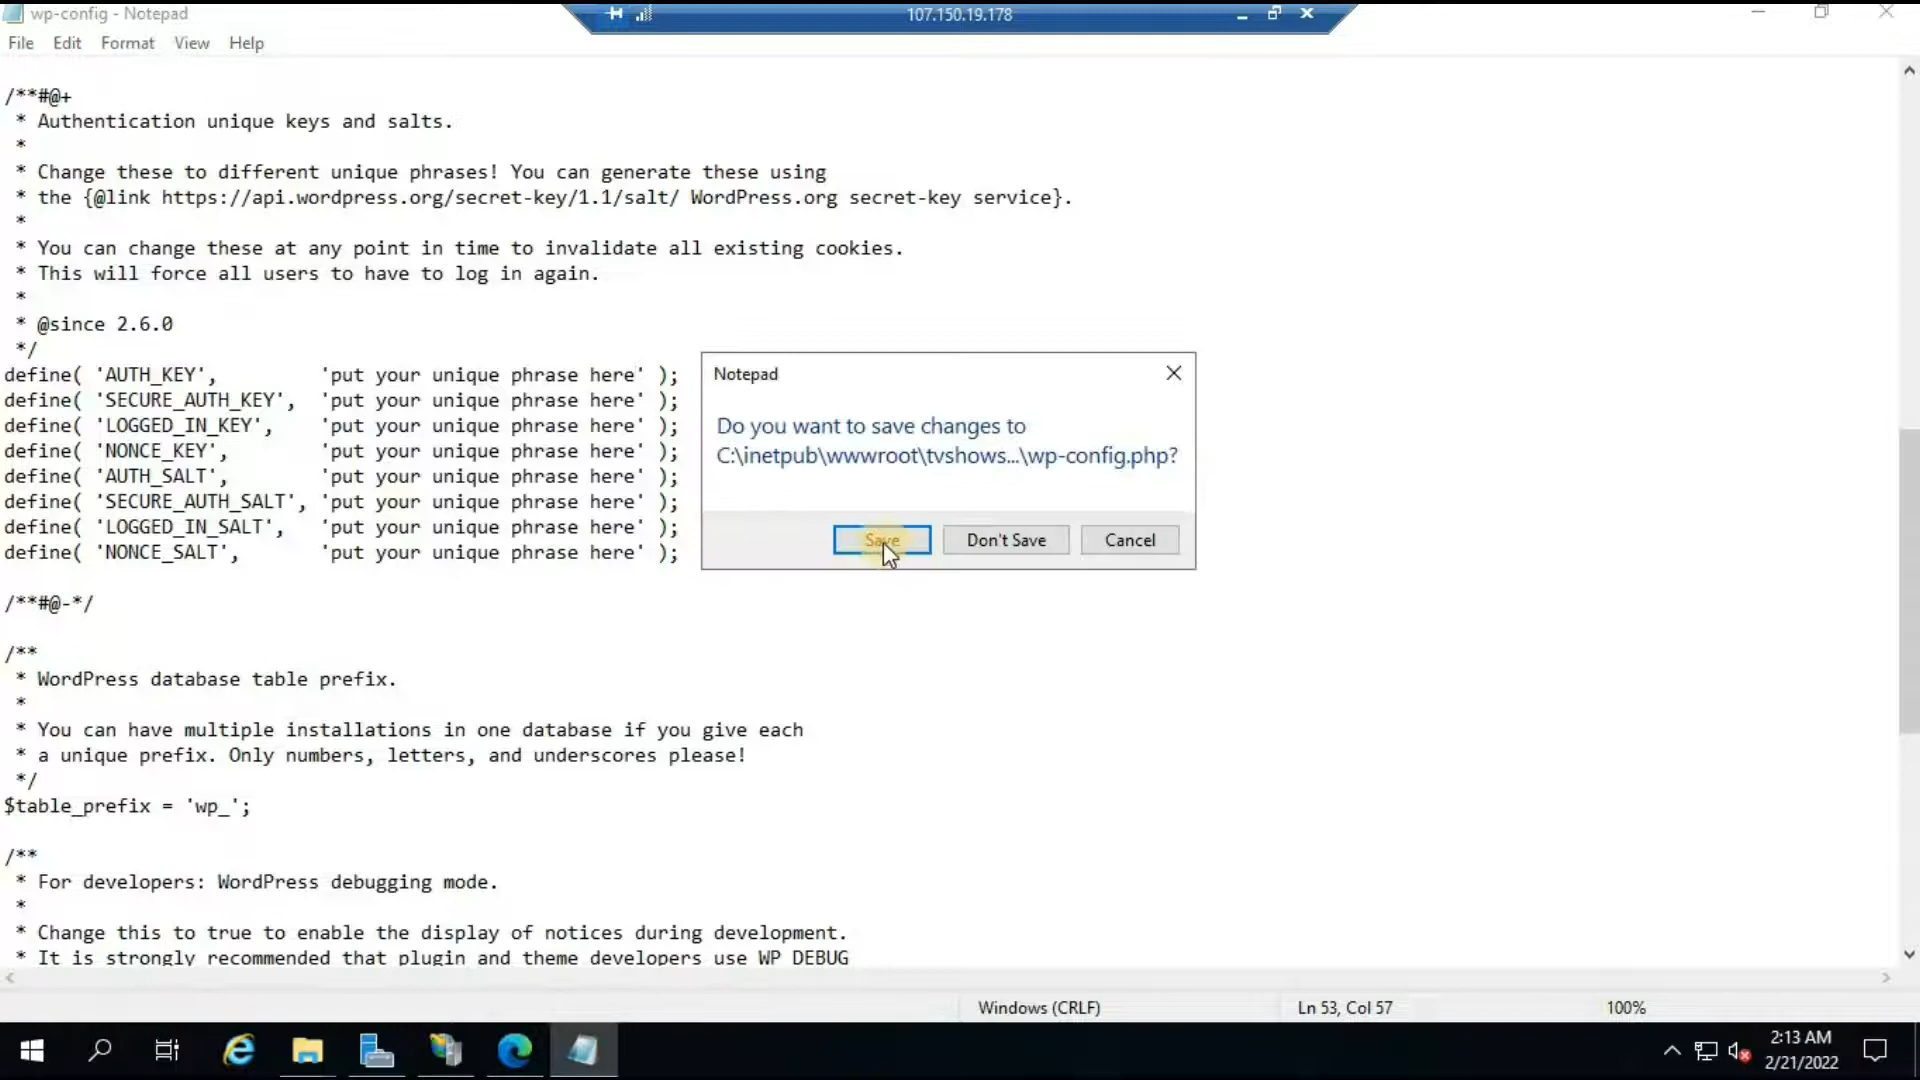 wp-config - Notepad
107.150.19.178
File Edit Format View Help
/**#@+
* Authentication unique keys and salts.
*
* Change these to different unique phrases! You can generate these using
* the {@link https://api.wordpress.org/secret-key/1.1/salt/ WordPress.org secret-key service}.
*
* You can change these at any point in time to invalidate all existing cookies.
* This will force all users to have to log in again.
*
* @since 2.6.0
*/
define( 'AUTH_KEY', 'put your unique phrase here' );
define( 'SECURE_AUTH_KEY', 'put your unique phrase here' );
define( 'LOGGED_IN_KEY', 'put your unique phrase here' );
define( 'NONCE_KEY', 'put your unique phrase here' );
define( 'AUTH_SALT', 'put your unique phrase here' );
define( 'SECURE_AUTH_SALT', 'put your unique phrase here' );
define( 'LOGGED_IN_SALT', 'put your unique phrase here' );
define( 'NONCE_SALT', 'put your unique phrase here' );
/**#@-*/
/**
* WordPress database table prefix.
*
* You can have multiple installations in one database if you give each
* a unique prefix. Only numbers, letters, and underscores please!
*/
$table_prefix = 'wp_';
/**
* For developers: WordPress debugging mode.
*
* Change this to true to enable the display of notices during development.
* It is strongly recommended that plugin and theme developers use WP_DEBUG
Notepad
Do you want to save changes to
C:\inetpub\wwwroot\tvshows...\wp-config.php?
Save Don't Save Cancel
Windows (CRLF) Ln 53, Col 57 100%
2:13 AM
2/21/2022